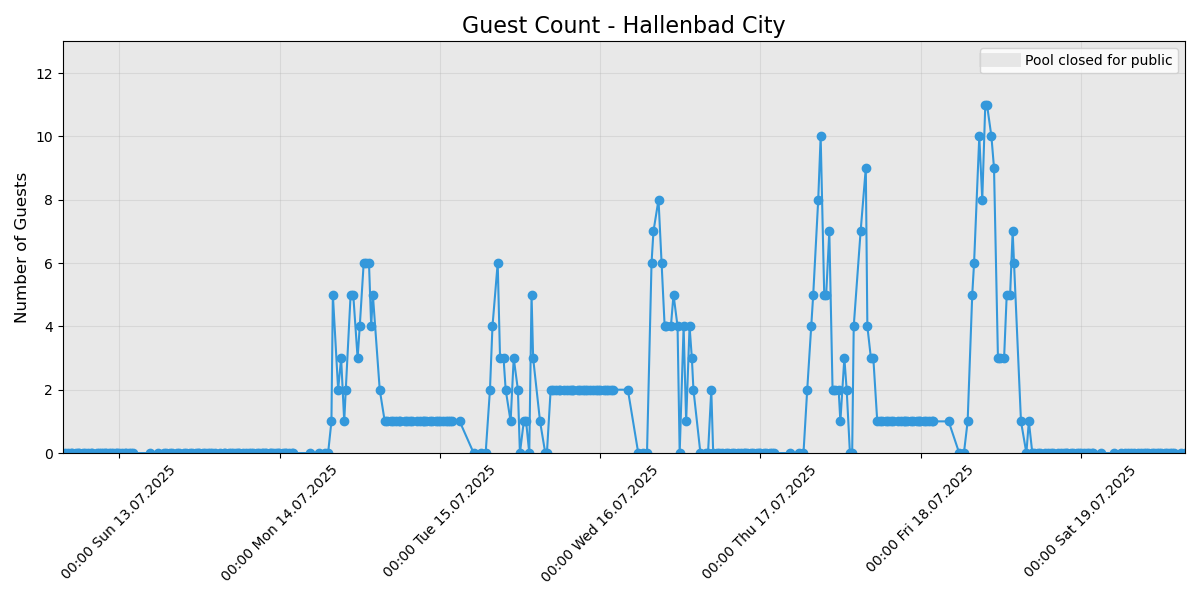 Guest Count - Hallenbad City
Pool closed for public
Number of Guests
12
10
8
6
4
2
0
00:00 Sun 13.07.2025
00:00 Mon 14.07.2025
00:00 Tue 15.07.2025
00:00 Wed 16.07.2025
00:00 Thu 17.07.2025
00:00 Fri 18.07.2025
00:00 Sat 19.07.2025